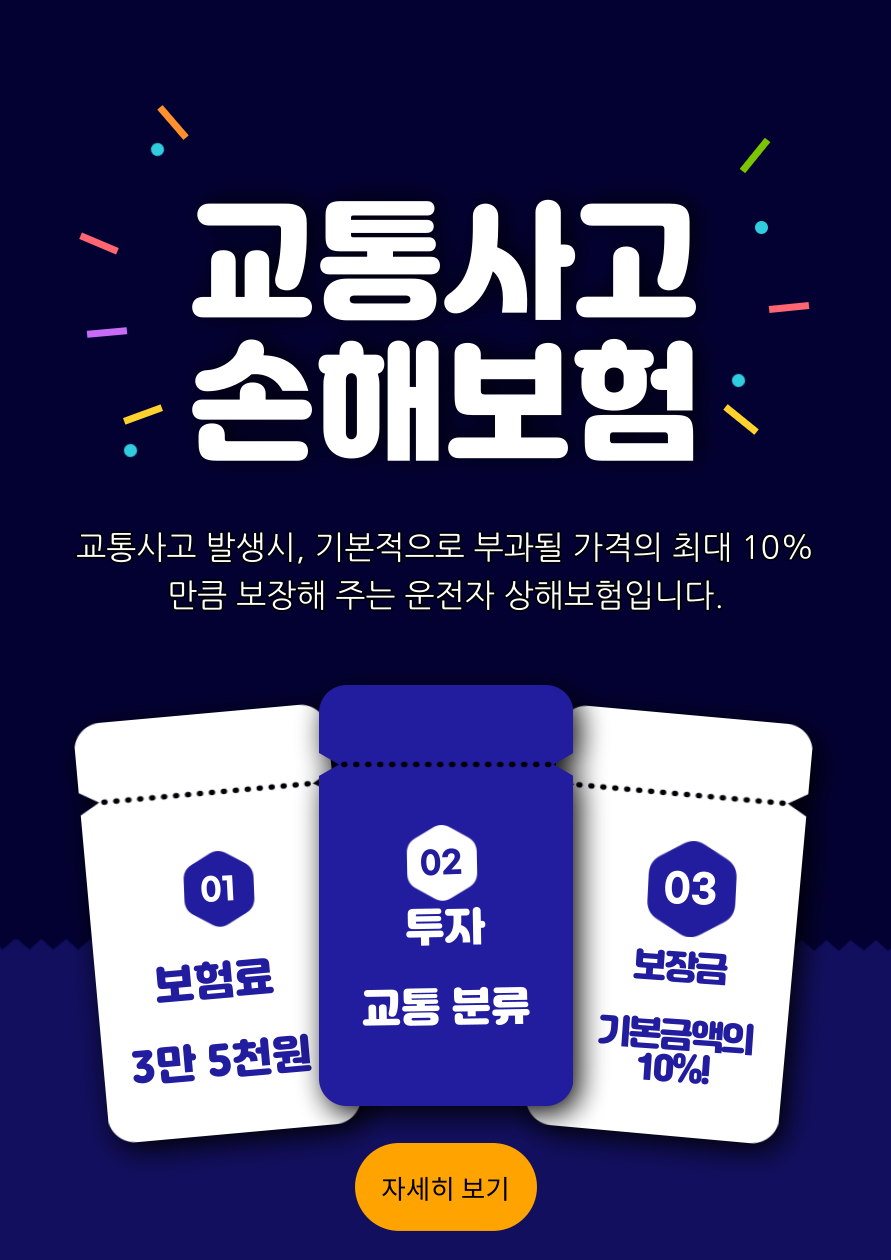 교통사고
손해보험
교통사고 발생시, 기본적으로 부과될 가격의 최대 10%
만큼 보장해 주는 운전자 상해보험입니다.
01
보험료
3만 5천원
02
투자
교통 분류
03
보장금
기본금액의
10%!
자세히 보기